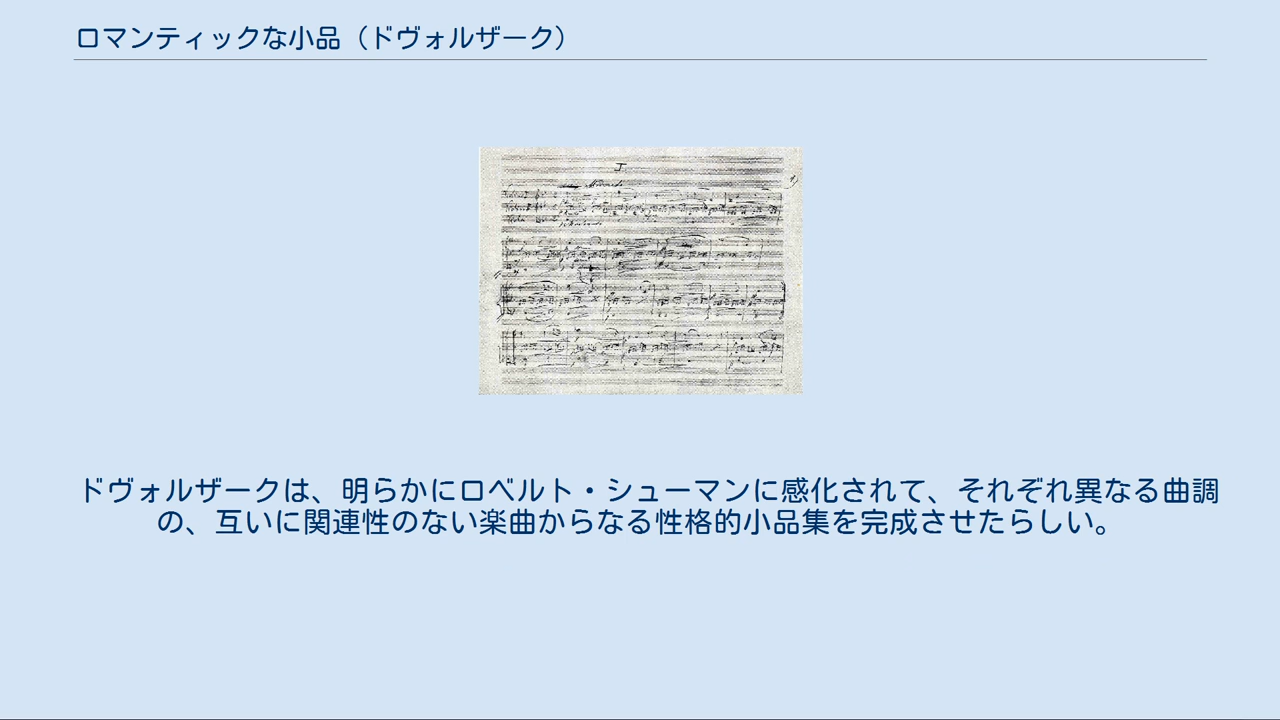 ロマンティックな小品（ドヴォルザーク）
ドヴォルザークは、明らかにロベルト・シューマンに感化されて、それぞれ異なる曲調
の、互いに関連性のない楽曲からなる性格的小品集を完成させたらしい。